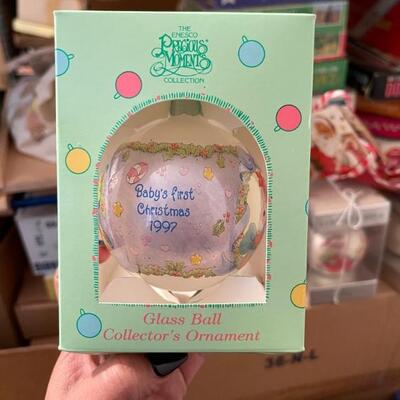 THE
ENESCO
PRECIOUS
MOMENTS
COLLECTION
Baby's first
Christmas
1997
Glass Ball
Collector's Ornament